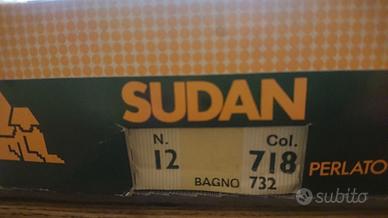 SUDAN
N. Col.
12 718
BAGNO 732
PERLATO
subito